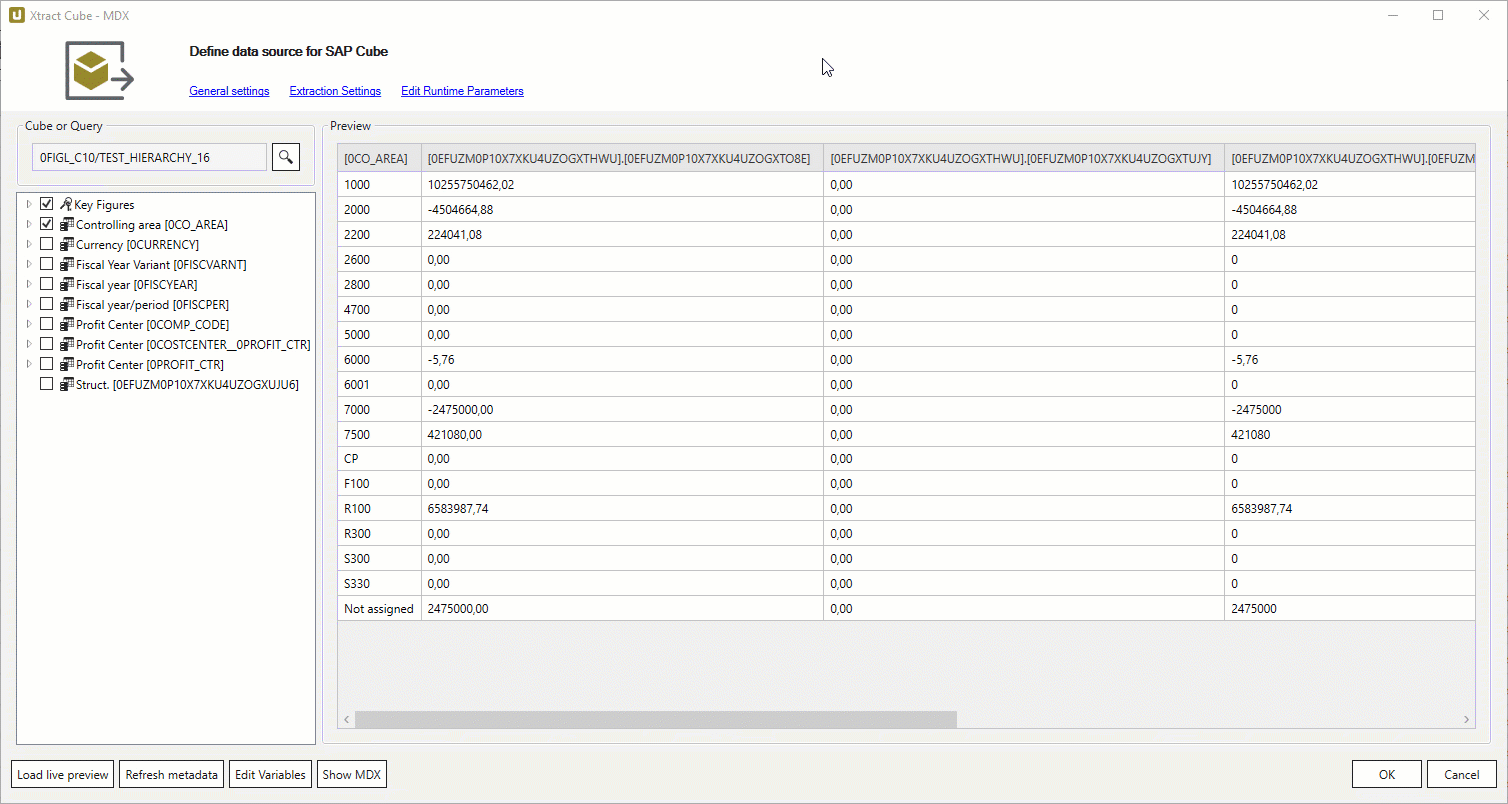 Xtract Cube - MDX
Define data source for SAP Cube
General settings Extraction Settings Edit Runtime Parameters
Cube or Query
0FIGL_C10/TEST_HIERARCHY_16
Key Figures
Controlling area [0CO_AREA]
Currency [0CURRENCY]
Fiscal Year Variant [0FISCVARNT]
Fiscal year [0FISCYEAR]
Fiscal year/period [0FISCPER]
Profit Center [0COMP_CODE]
Profit Center [0COSTCENTER__0PROFIT_CTR]
Profit Center [0PROFIT_CTR]
Struct. [0EFUZM0P10X7XKU4UZOGXUJU6]
Preview
[0CO_AREA] [0EFUZM0P10X7XKU4UZOGXTHWU].[0EFUZM0P10X7XKU4UZOGXTO8E] [0EFUZM0P10X7XKU4UZOGXTHWU].[0EFUZM0P10X7XKU4UZOGXTUJY] [0EFUZM0P10X7XKU4UZOGXTHWU].[0EFUZM
1000 10255750462,02 0,00 10255750462,02
2000 -4504664,88 0,00 -4504664,88
2200 224041,08 0,00 224041,08
2600 0,00 0,00 0
2800 0,00 0,00 0
4700 0,00 0,00 0
5000 0,00 0,00 0
6000 -5,76 0,00 -5,76
6001 0,00 0,00 0
7000 -2475000,00 0,00 -2475000
7500 421080,00 0,00 421080
CP 0,00 0,00 0
F100 0,00 0,00 0
R100 6583987,74 0,00 6583987,74
R300 0,00 0,00 0
S300 0,00 0,00 0
S330 0,00 0,00 0
Not assigned 2475000,00 0,00 2475000
Load live preview Refresh metadata Edit Variables Show MDX OK Cancel